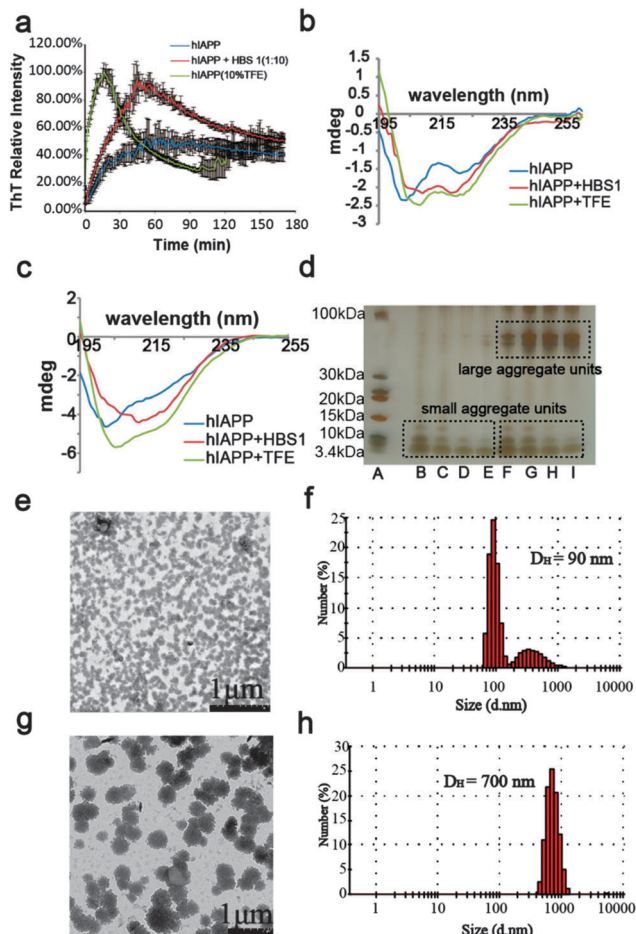 a
120.00%
100.00%
80.00%
60.00%
40.00%
20.00%
0.00%
0 30 60 90 120 150 180
ThT Relative Intensity
Time (min)
hIAPP
hIAPP + HBS 1(1:10)
hIAPP(10%TFE)
b
wavelength (nm)
1.5
1
0.5
0
-0.5
-1
-1.5
-2
-2.5
-3
195 215 235 255
mdeg
hIAPP
hIAPP+HBS1
hIAPP+TFE
c
wavelength (nm)
2
0
-2
-4
-6
195 215 235 255
mdeg
hIAPP
hIAPP+HBS1
hIAPP+TFE
d
100kDa
30kDa
20kDa
15kDa
10kDa
3.4kDa
large aggregate units
small aggregate units
A B C D E F G H I
e
1μm
f
25
20
15
10
5
0
Number (%)
DH = 90 nm
1 10 100 1000 10000
Size (d.nm)
g
1μm
h
30
25
20
15
10
5
0
Number (%)
DH = 700 nm
1 10 100 1000 10000
Size (d.nm)